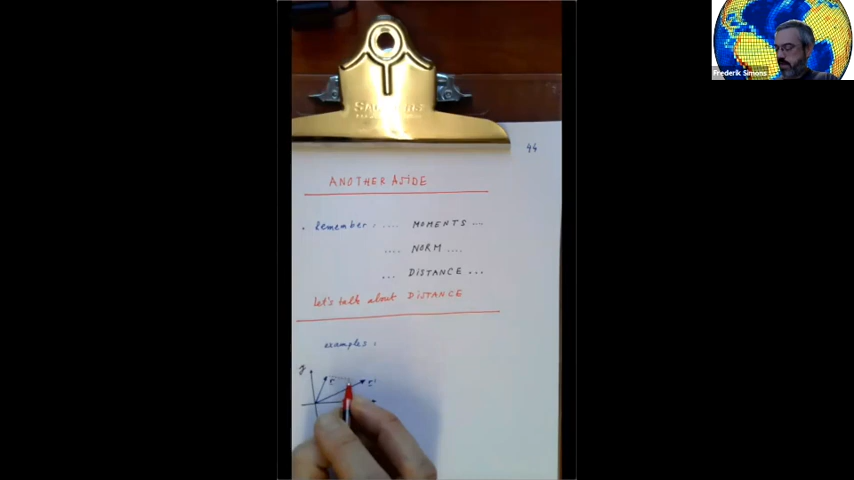 Frederik Simons
44
ANOTHER ASIDE
. Remember : .... MOMENTS ...
.... NORM ....
... DISTANCE ...
Let's talk about DISTANCE
examples :
y
r r'